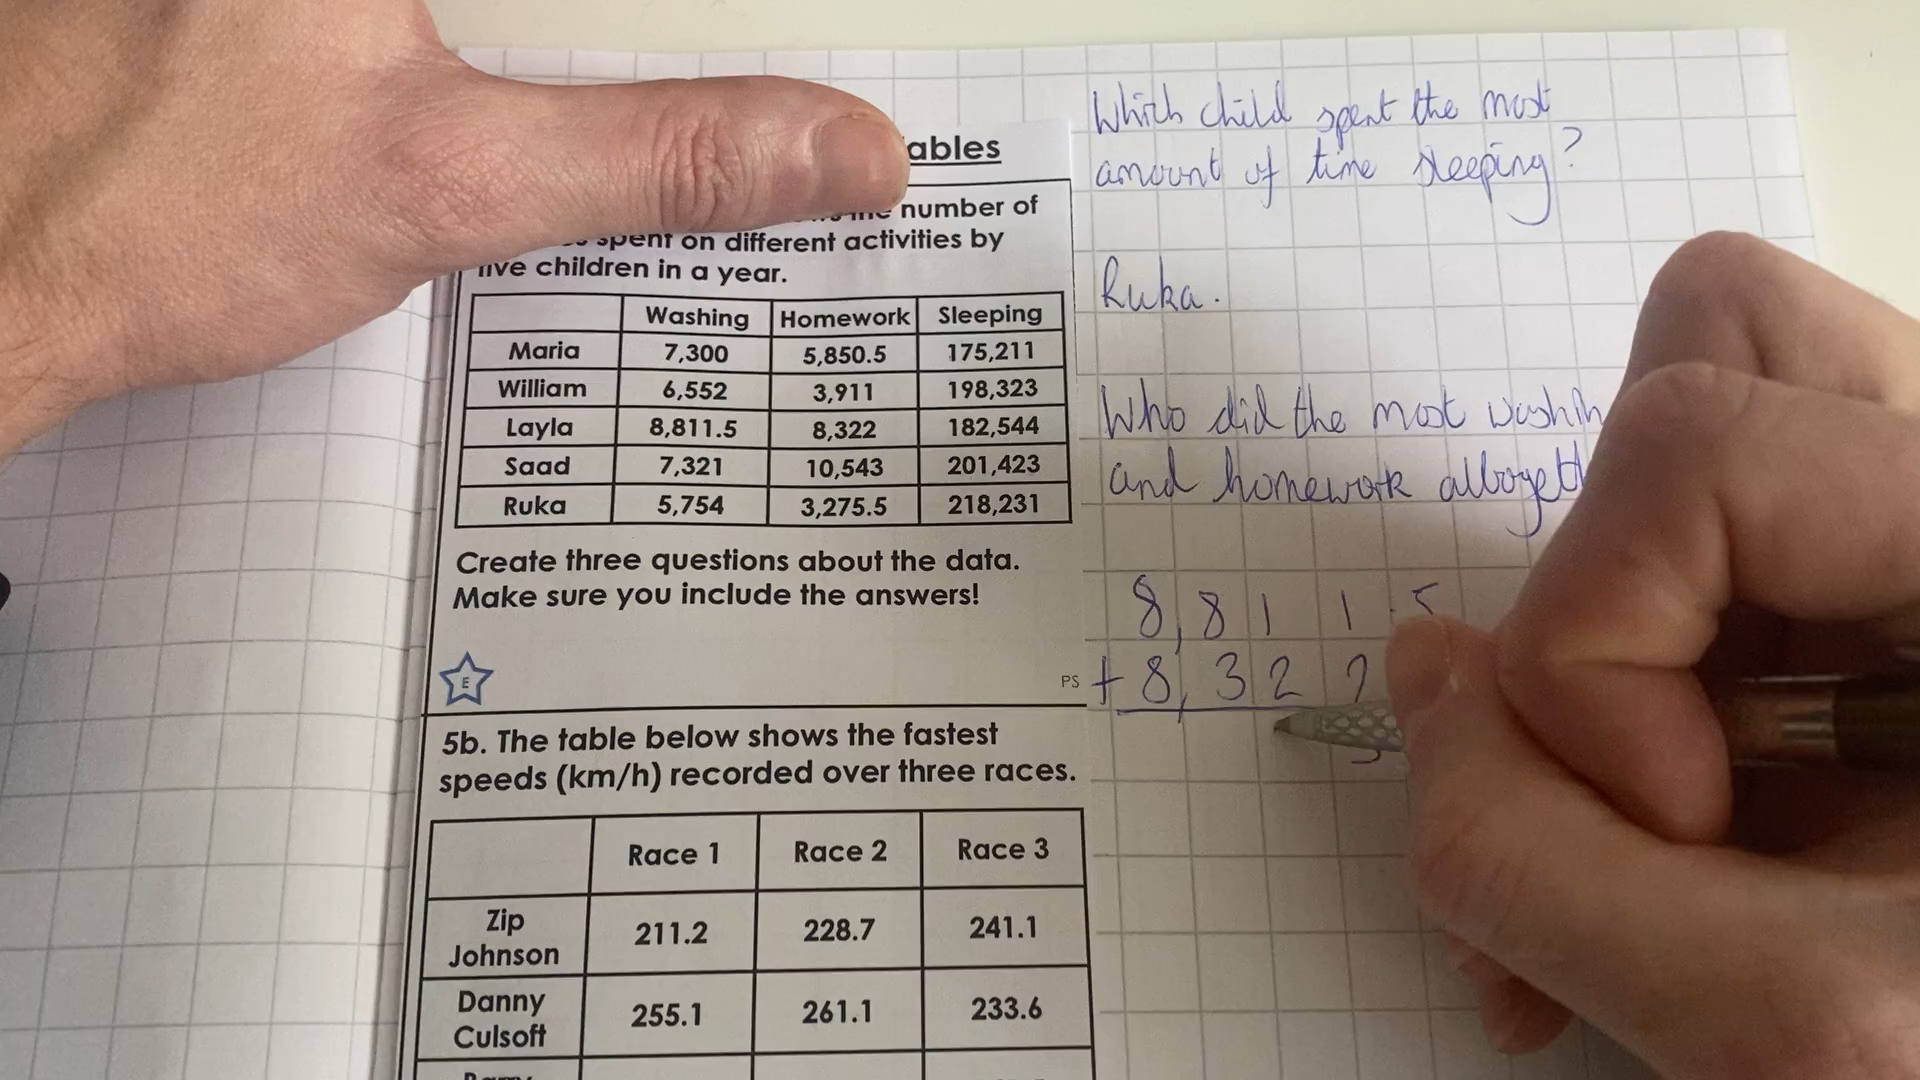 ables
number of
spent on different activities by
five children in a year.
Washing Homework Sleeping
Maria 7,300 5,850.5 175,211
William 6,552 3,911 198,323
Layla 8,811.5 8,322 182,544
Saad 7,321 10,543 201,423
Ruka 5,754 3,275.5 218,231
Create three questions about the data.
Make sure you include the answers!
E
PS
5b. The table below shows the fastest
speeds (km/h) recorded over three races.
Race 1 Race 2 Race 3
Zip
Johnson
211.2 228.7 241.1
Danny
Culsoft
255.1 261.1 233.6
Which child spent the most
amount of time sleeping?
Ruka.
Who did the most washin
and homework altogeth
8,811.5
+8,322